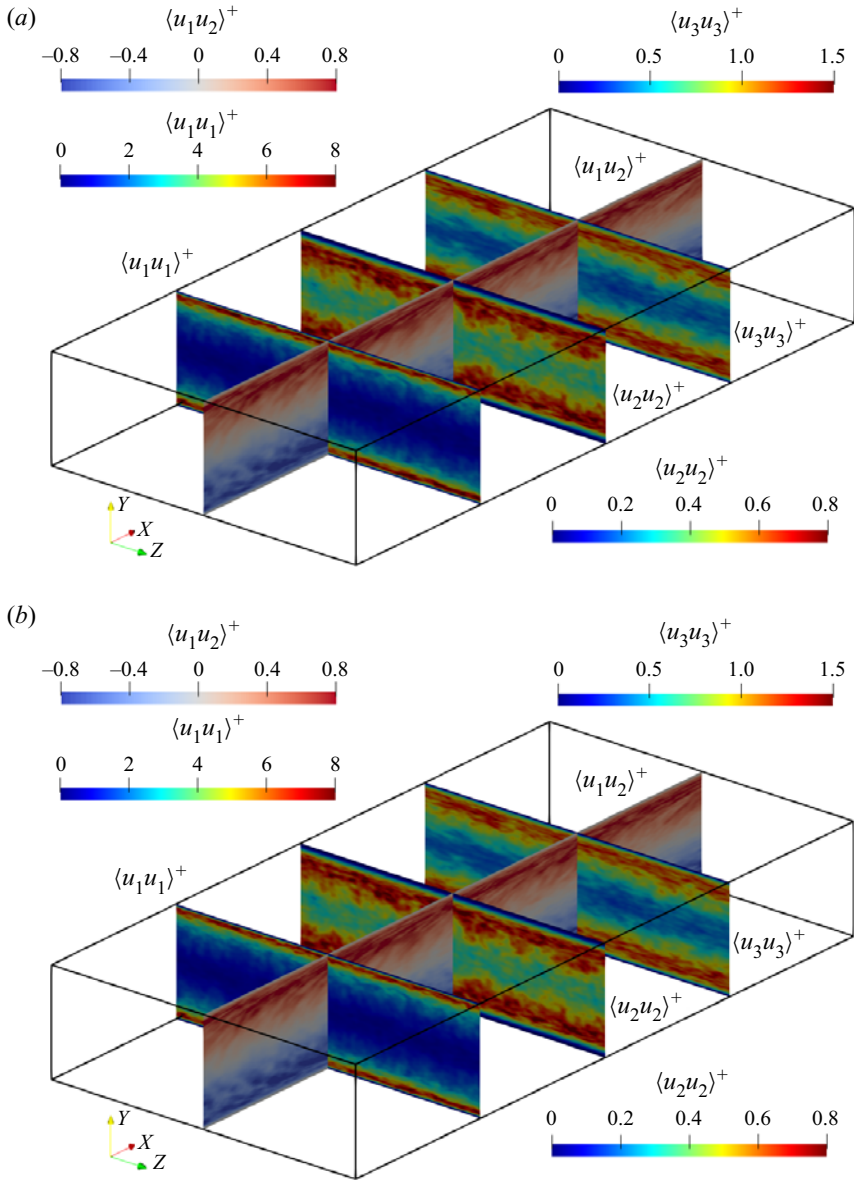 (a)
⟨u₁u₂⟩⁺
−0.8 −0.4 0 0.4 0.8
⟨u₃u₃⟩⁺
0 0.5 1.0 1.5
⟨u₁u₁⟩⁺
0 2 4 6 8
⟨u₁u₂⟩⁺
⟨u₁u₁⟩⁺
⟨u₃u₃⟩⁺
⟨u₂u₂⟩⁺
⟨u₂u₂⟩⁺
0 0.2 0.4 0.6 0.8
Y
X
Z
(b)
⟨u₁u₂⟩⁺
−0.8 −0.4 0 0.4 0.8
⟨u₃u₃⟩⁺
0 0.5 1.0 1.5
⟨u₁u₁⟩⁺
0 2 4 6 8
⟨u₁u₂⟩⁺
⟨u₁u₁⟩⁺
⟨u₃u₃⟩⁺
⟨u₂u₂⟩⁺
⟨u₂u₂⟩⁺
0 0.2 0.4 0.6 0.8
Y
X
Z